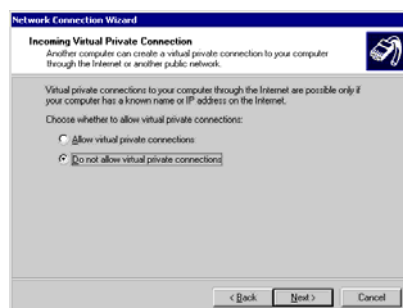 Network Connection Wizard
Incoming Virtual Private Connection
Another computer can create a virtual private connection to your computer
through the Internet or another public network.
Virtual private connections to your computer through the Internet are possible only if
your computer has a known name or IP address on the Internet.
Choose whether to allow virtual private connections:
Allow virtual private connections
Do not allow virtual private connections
< Back Next > Cancel